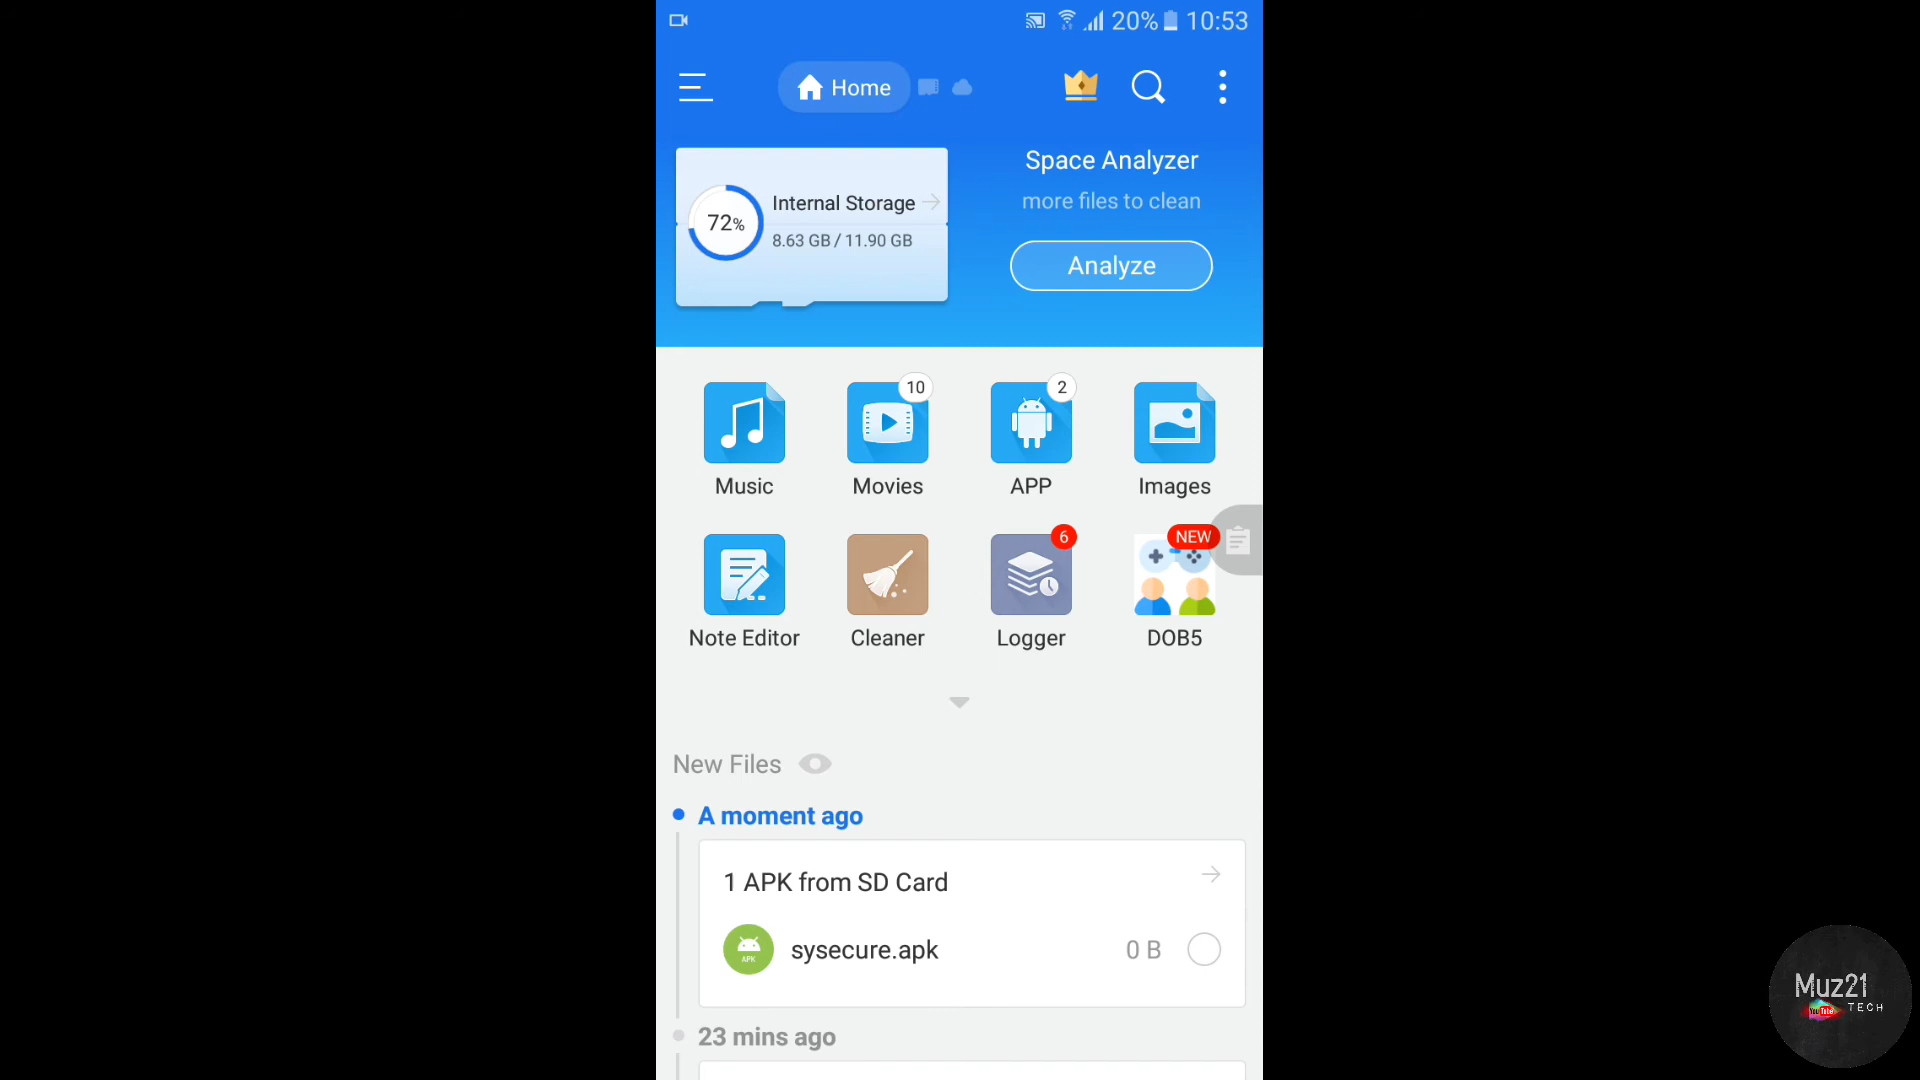 20% 10:53
Home
Space Analyzer
more files to clean
Analyze
72%
Internal Storage
8.63 GB / 11.90 GB
10
2
Music
Movies
APP
Images
6
NEW
Note Editor
Cleaner
Logger
DOB5
New Files
A moment ago
1 APK from SD Card
APK
sysecure.apk
0 B
23 mins ago
Muz21
YouTube
TECH